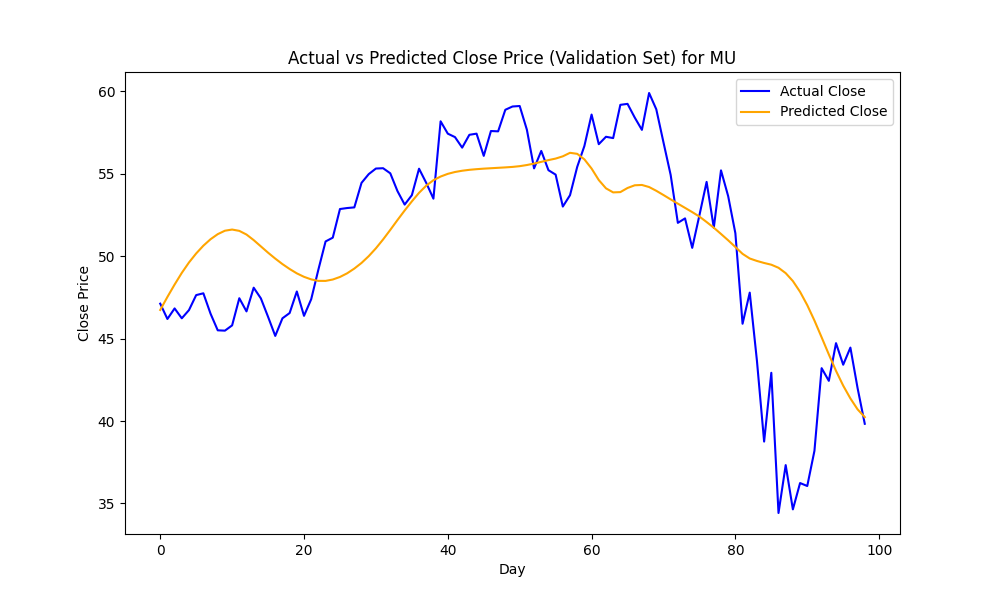 Actual vs Predicted Close Price (Validation Set) for MU
Actual Close
Predicted Close
Close Price
60
55
50
45
40
35
0 20 40 60 80 100
Day